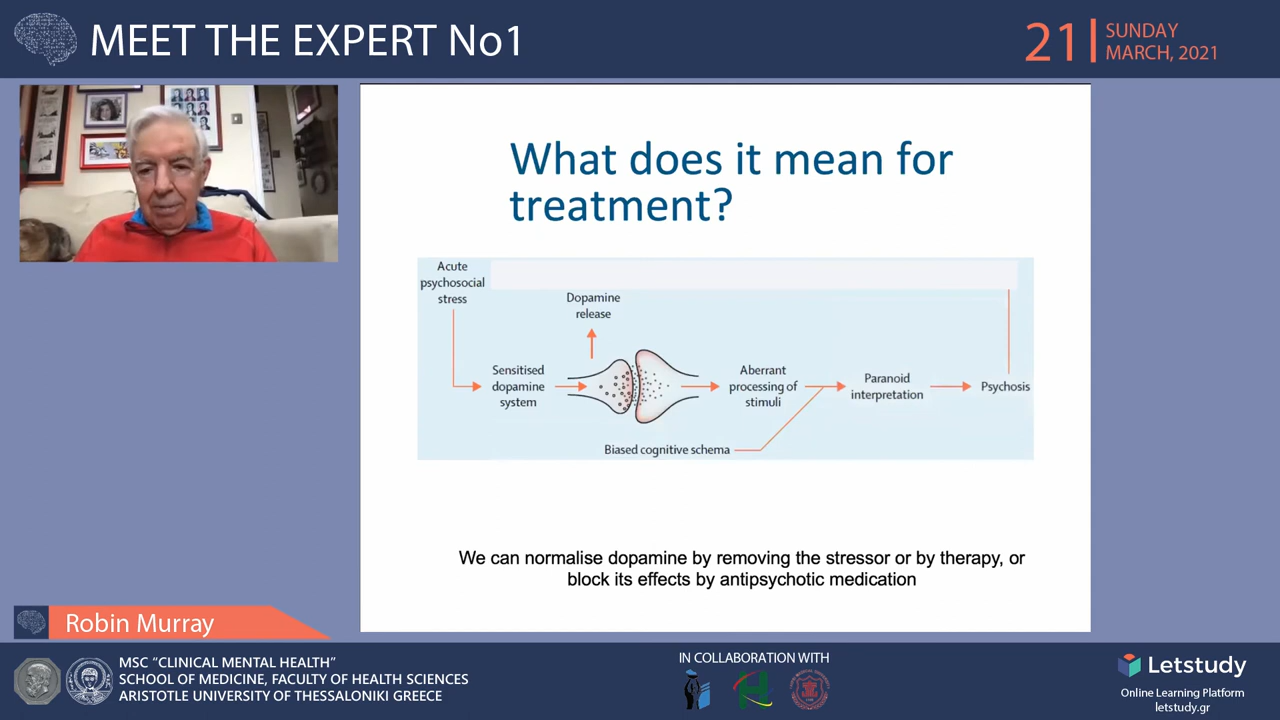 MEET THE EXPERT No1
21
SUNDAY
MARCH, 2021
What does it mean for
treatment?
Acute
psychosocial
stress
Dopamine
release
Sensitised
dopamine
system
Aberrant
processing of
stimuli
Paranoid
interpretation
Psychosis
Biased cognitive schema
We can normalise dopamine by removing the stressor or by therapy, or
block its effects by antipsychotic medication
Robin Murray
MSC “CLINICAL MENTAL HEALTH”
SCHOOL OF MEDICINE, FACULTY OF HEALTH SCIENCES
ARISTOTLE UNIVERSITY OF THESSALONIKI GREECE
IN COLLABORATION WITH
Letstudy
Online Learning Platform
letstudy.gr